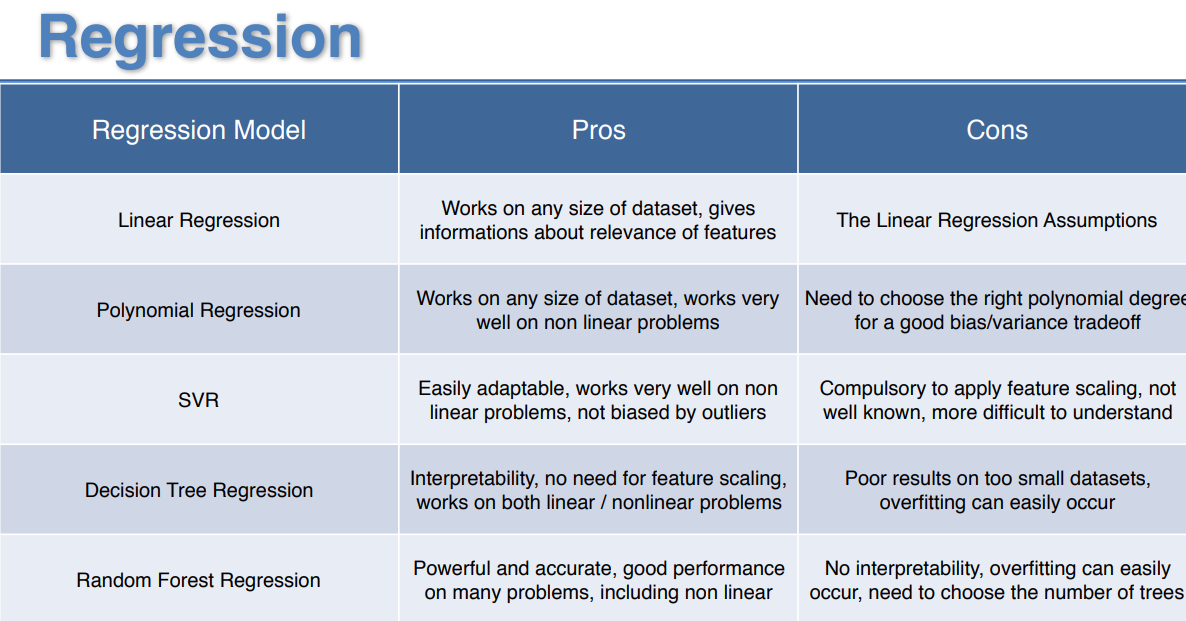 Regression
Regression Model
Pros
Cons
Linear Regression
Works on any size of dataset, gives
informations about relevance of features
The Linear Regression Assumptions
Polynomial Regression
Works on any size of dataset, works very
well on non linear problems
Need to choose the right polynomial degree
for a good bias/variance tradeoff
SVR
Easily adaptable, works very well on non
linear problems, not biased by outliers
Compulsory to apply feature scaling, not
well known, more difficult to understand
Decision Tree Regression
Interpretability, no need for feature scaling,
works on both linear / nonlinear problems
Poor results on too small datasets,
overfitting can easily occur
Random Forest Regression
Powerful and accurate, good performance
on many problems, including non linear
No interpretability, overfitting can easily
occur, need to choose the number of trees